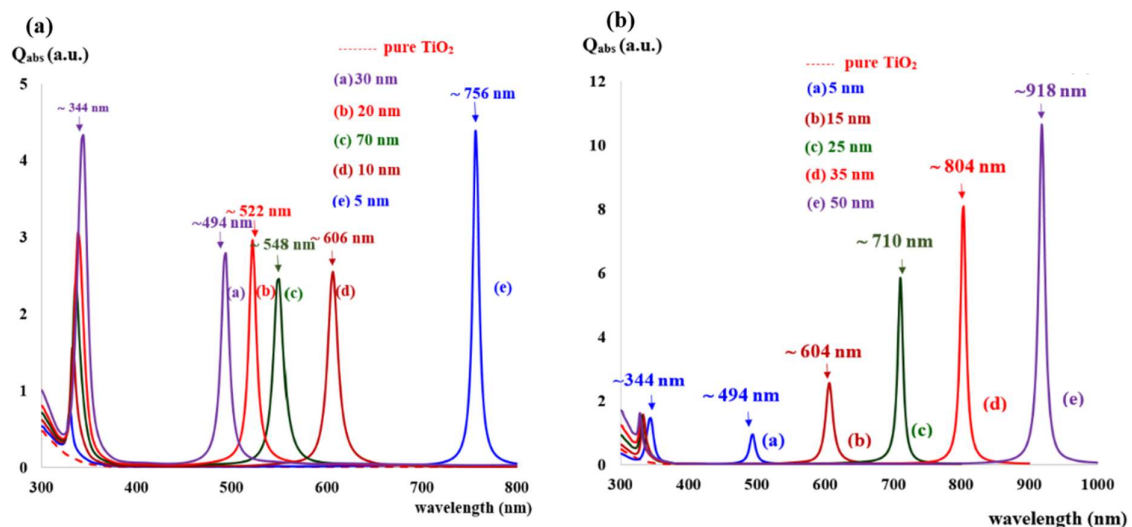 (a)
Q_abs (a.u.)
pure TiO₂
(a) 30 nm
(b) 20 nm
(c) 70 nm
(d) 10 nm
(e) 5 nm
5
4
3
2
1
0
~ 344 nm
~494 nm
~ 522 nm
~ 548 nm
~ 606 nm
~ 756 nm
(a)
(b)
(c)
(d)
(e)
300
400
500
600
700
800
wavelength (nm)
(b)
Q_abs (a.u.)
pure TiO₂
(a) 5 nm
(b) 15 nm
(c) 25 nm
(d) 35 nm
(e) 50 nm
12
10
8
6
4
2
0
~344 nm
~ 494 nm
~ 604 nm
~ 710 nm
~ 804 nm
~918 nm
(a)
(b)
(c)
(d)
(e)
300
400
500
600
700
800
900
1000
wavelength (nm)